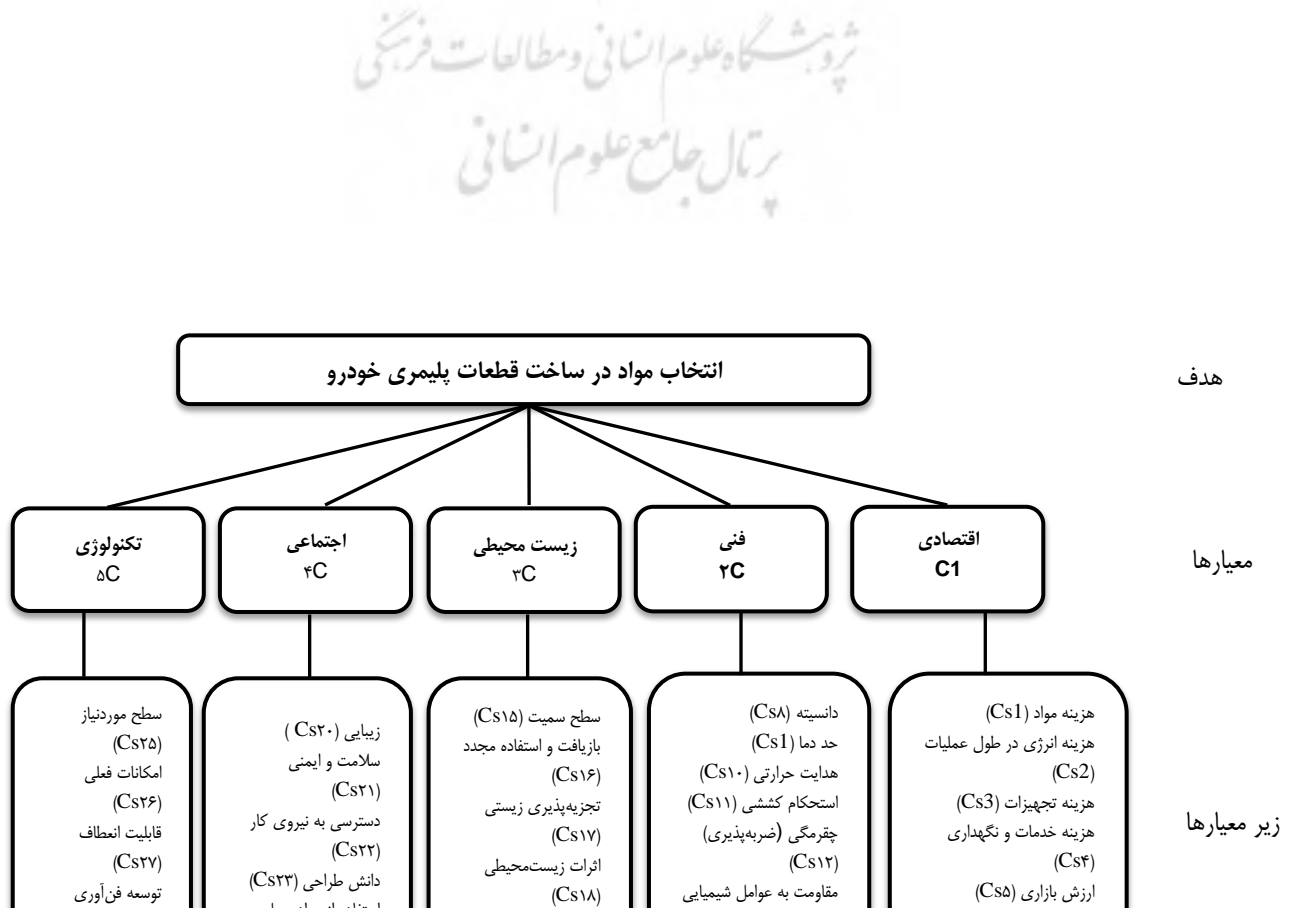 پژوهشگاه علوم انسانی و مطالعات فرهنگی
پرتال جامع علوم انسانی
انتخاب مواد در ساخت قطعات پلیمری خودرو
هدف
اقتصادی
C1
فنی
۲C
زیست محیطی
۳C
اجتماعی
۴C
تکنولوژی
۵C
معیارها
هزینه مواد (Cs1)
هزینه انرژی در طول عملیات
(Cs2)
هزینه تجهیزات (Cs3)
هزینه خدمات و نگهداری
(Cs۴)
ارزش بازاری (Cs۵)
دانسیته (Cs۸)
حد دما (Cs1)
هدایت حرارتی (Cs۱۰)
استحکام کششی (Cs۱۱)
چقرمگی (ضربه‌پذیری)
(Cs۱۲)
مقاومت به عوامل شیمیایی
سطح سمیت (Cs۱۵)
بازیافت و استفاده مجدد
(Cs۱۶)
تجزیه‌پذیری زیستی
(Cs۱۷)
اثرات زیست‌محیطی
(Cs۱۸)
زیبایی (Cs۲۰ )
سلامت و ایمنی
(Cs۲۱)
دسترسی به نیروی کار
(Cs۲۲)
دانش طراحی (Cs۲۳)
سطح موردنیاز
(Cs۲۵)
امکانات فعلی
(Cs۲۶)
قابلیت انعطاف
(Cs۲۷)
توسعه فن‌آوری
زیر معیارها